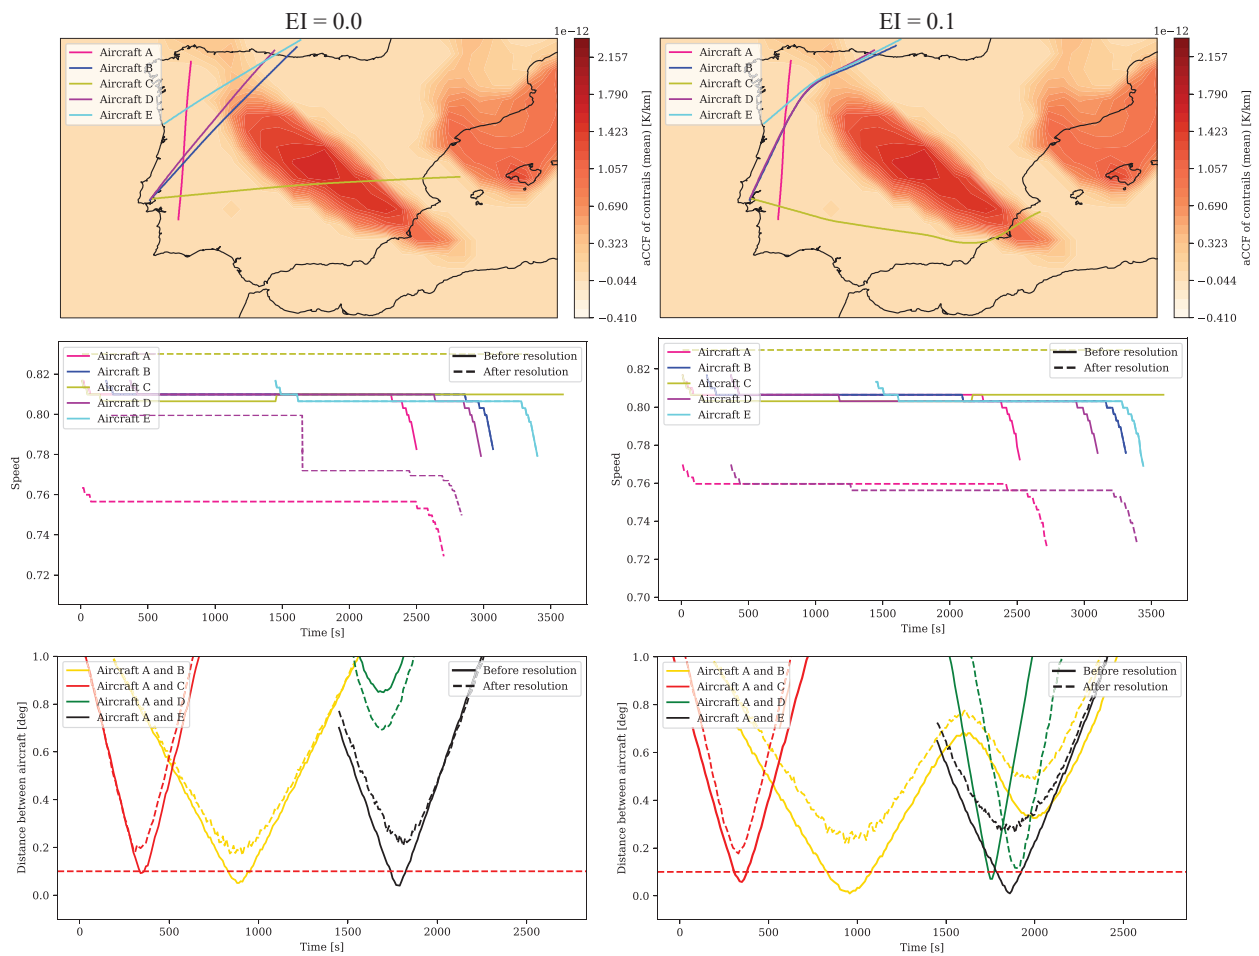 EI = 0.0
EI = 0.1
1e−12
Aircraft A
Aircraft B
Aircraft C
Aircraft D
Aircraft E
2.157
1.790
1.423
1.057
0.690
0.323
−0.044
−0.410
aCCF of contrails (mean) [K/km]
1e−12
Aircraft A
Aircraft B
Aircraft C
Aircraft D
Aircraft E
2.157
1.790
1.423
1.057
0.690
0.323
−0.044
−0.410
aCCF of contrails (mean) [K/km]
Aircraft A
Aircraft B
Aircraft C
Aircraft D
Aircraft E
Before resolution
After resolution
0.82
0.80
0.78
0.76
0.74
0.72
Speed
0 500 1000 1500 2000 2500 3000 3500
Time [s]
Aircraft A
Aircraft B
Aircraft C
Aircraft D
Aircraft E
Before resolution
After resolution
0.82
0.80
0.78
0.76
0.74
0.72
0.70
Speed
0 500 1000 1500 2000 2500 3000 3500
Time [s]
Aircraft A and B
Aircraft A and C
Aircraft A and D
Aircraft A and E
Before resolution
After resolution
1.0
0.8
0.6
0.4
0.2
0.0
Distance between aircraft [deg]
0 500 1000 1500 2000 2500
Time [s]
Aircraft A and B
Aircraft A and C
Aircraft A and D
Aircraft A and E
Before resolution
After resolution
1.0
0.8
0.6
0.4
0.2
0.0
Distance between aircraft [deg]
0 500 1000 1500 2000 2500
Time [s]